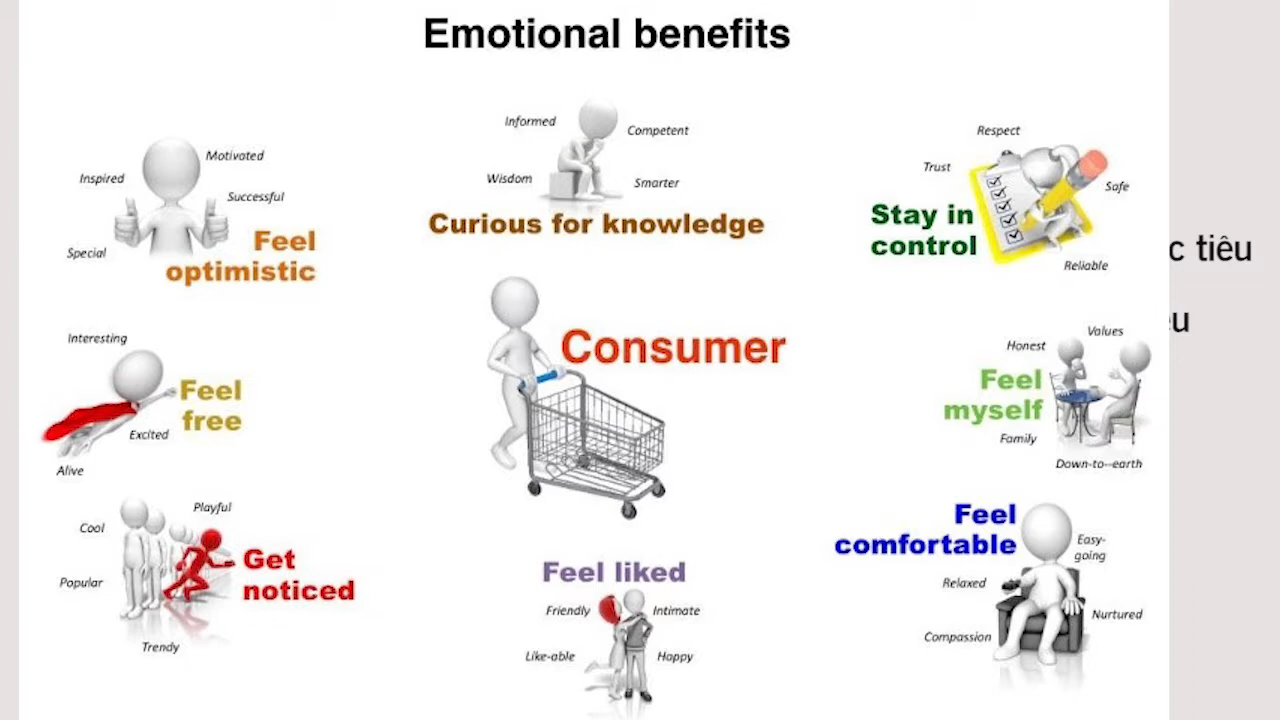 Emotional benefits
Informed
Competent
Wisdom
Smarter
Curious for knowledge
Motivated
Inspired
Successful
Special
Feel
optimistic
Respect
Trust
Safe
Stay in
control
Reliable
c tiêu
Interesting
Feel
free
Excited
Alive
Consumer
Values
Honest
Feel
myself
Family
Down-to--earth
Playful
Cool
Get
noticed
Popular
Trendy
Feel liked
Friendly
Intimate
Like-able
Happy
Feel
comfortable
Easy-
going
Relaxed
Nurtured
Compassion